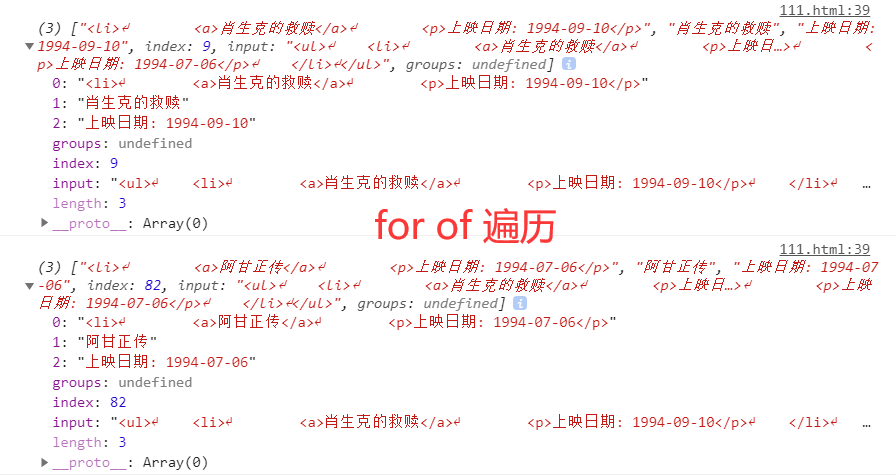 111.html:39
(3) ["<li>↵        <a>肖生克的救赎</a>↵        <p>上映日期: 1994-09-10</p>", "肖生克的救赎", "上映日期:
▼1994-09-10", index: 9, input: "<ul>↵    <li>↵        <a>肖生克的救赎</a>↵        <p>上映日…>↵        <
p>上映日期: 1994-07-06</p>↵    </li>↵</ul>", groups: undefined] i
0: "<li>↵        <a>肖生克的救赎</a>↵        <p>上映日期: 1994-09-10</p>"
1: "肖生克的救赎"
2: "上映日期: 1994-09-10"
groups: undefined
index: 9
input: "<ul>↵    <li>↵        <a>肖生克的救赎</a>↵        <p>上映日期: 1994-09-10</p>↵    </li>↵    …
length: 3
▶__proto__: Array(0)
for of 遍历
111.html:39
(3) ["<li>↵        <a>阿甘正传</a>↵        <p>上映日期: 1994-07-06</p>", "阿甘正传", "上映日期: 1994-07
▼-06", index: 82, input: "<ul>↵    <li>↵        <a>肖生克的救赎</a>↵        <p>上映日…>↵        <p>上映
日期: 1994-07-06</p>↵    </li>↵</ul>", groups: undefined] i
0: "<li>↵        <a>阿甘正传</a>↵        <p>上映日期: 1994-07-06</p>"
1: "阿甘正传"
2: "上映日期: 1994-07-06"
groups: undefined
index: 82
input: "<ul>↵    <li>↵        <a>肖生克的救赎</a>↵        <p>上映日期: 1994-09-10</p>↵    </li>↵    …
length: 3
▶__proto__: Array(0)